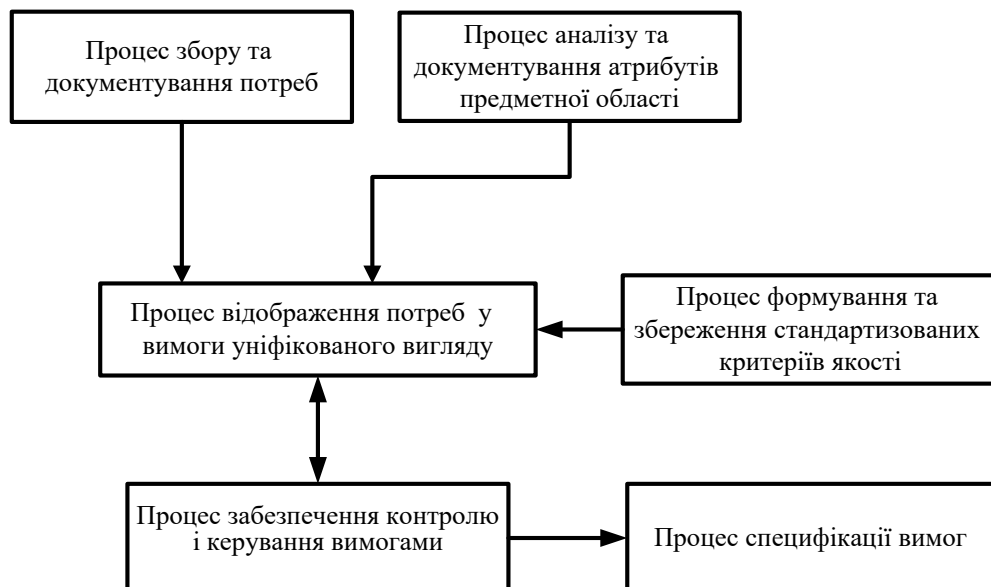 Процес збору та
документування потреб
Процес аналізу та
документування атрибутів
предметної області
Процес відображення потреб у
вимоги уніфікованого вигляду
Процес формування та
збереження стандартизованих
критеріїв якості
Процес забезпечення контролю
і керування вимогами
Процес специфікації вимог